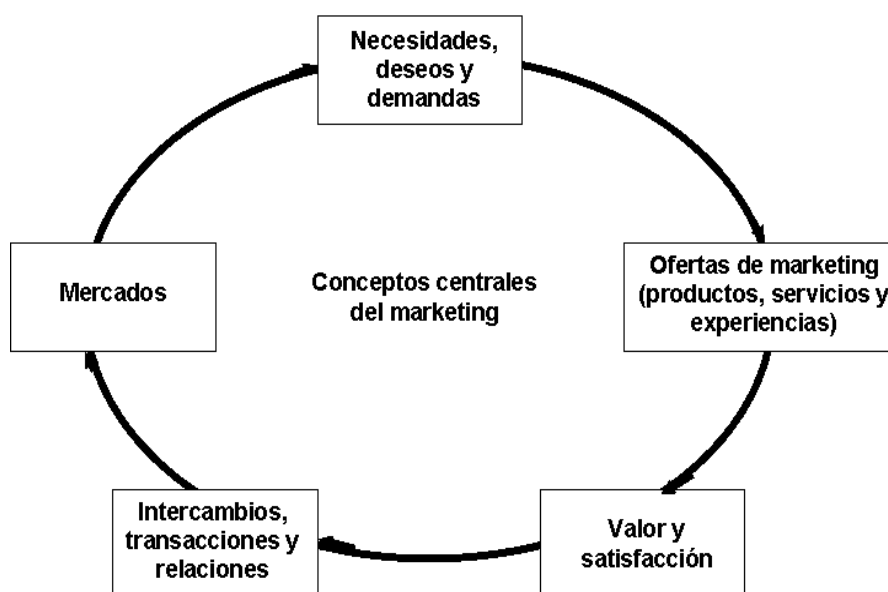 Necesidades,
deseos y
demandas
Ofertas de marketing
(productos, servicios y
experiencias)
Mercados
Conceptos centrales
del marketing
Intercambios,
transacciones y
relaciones
Valor y
satisfacción